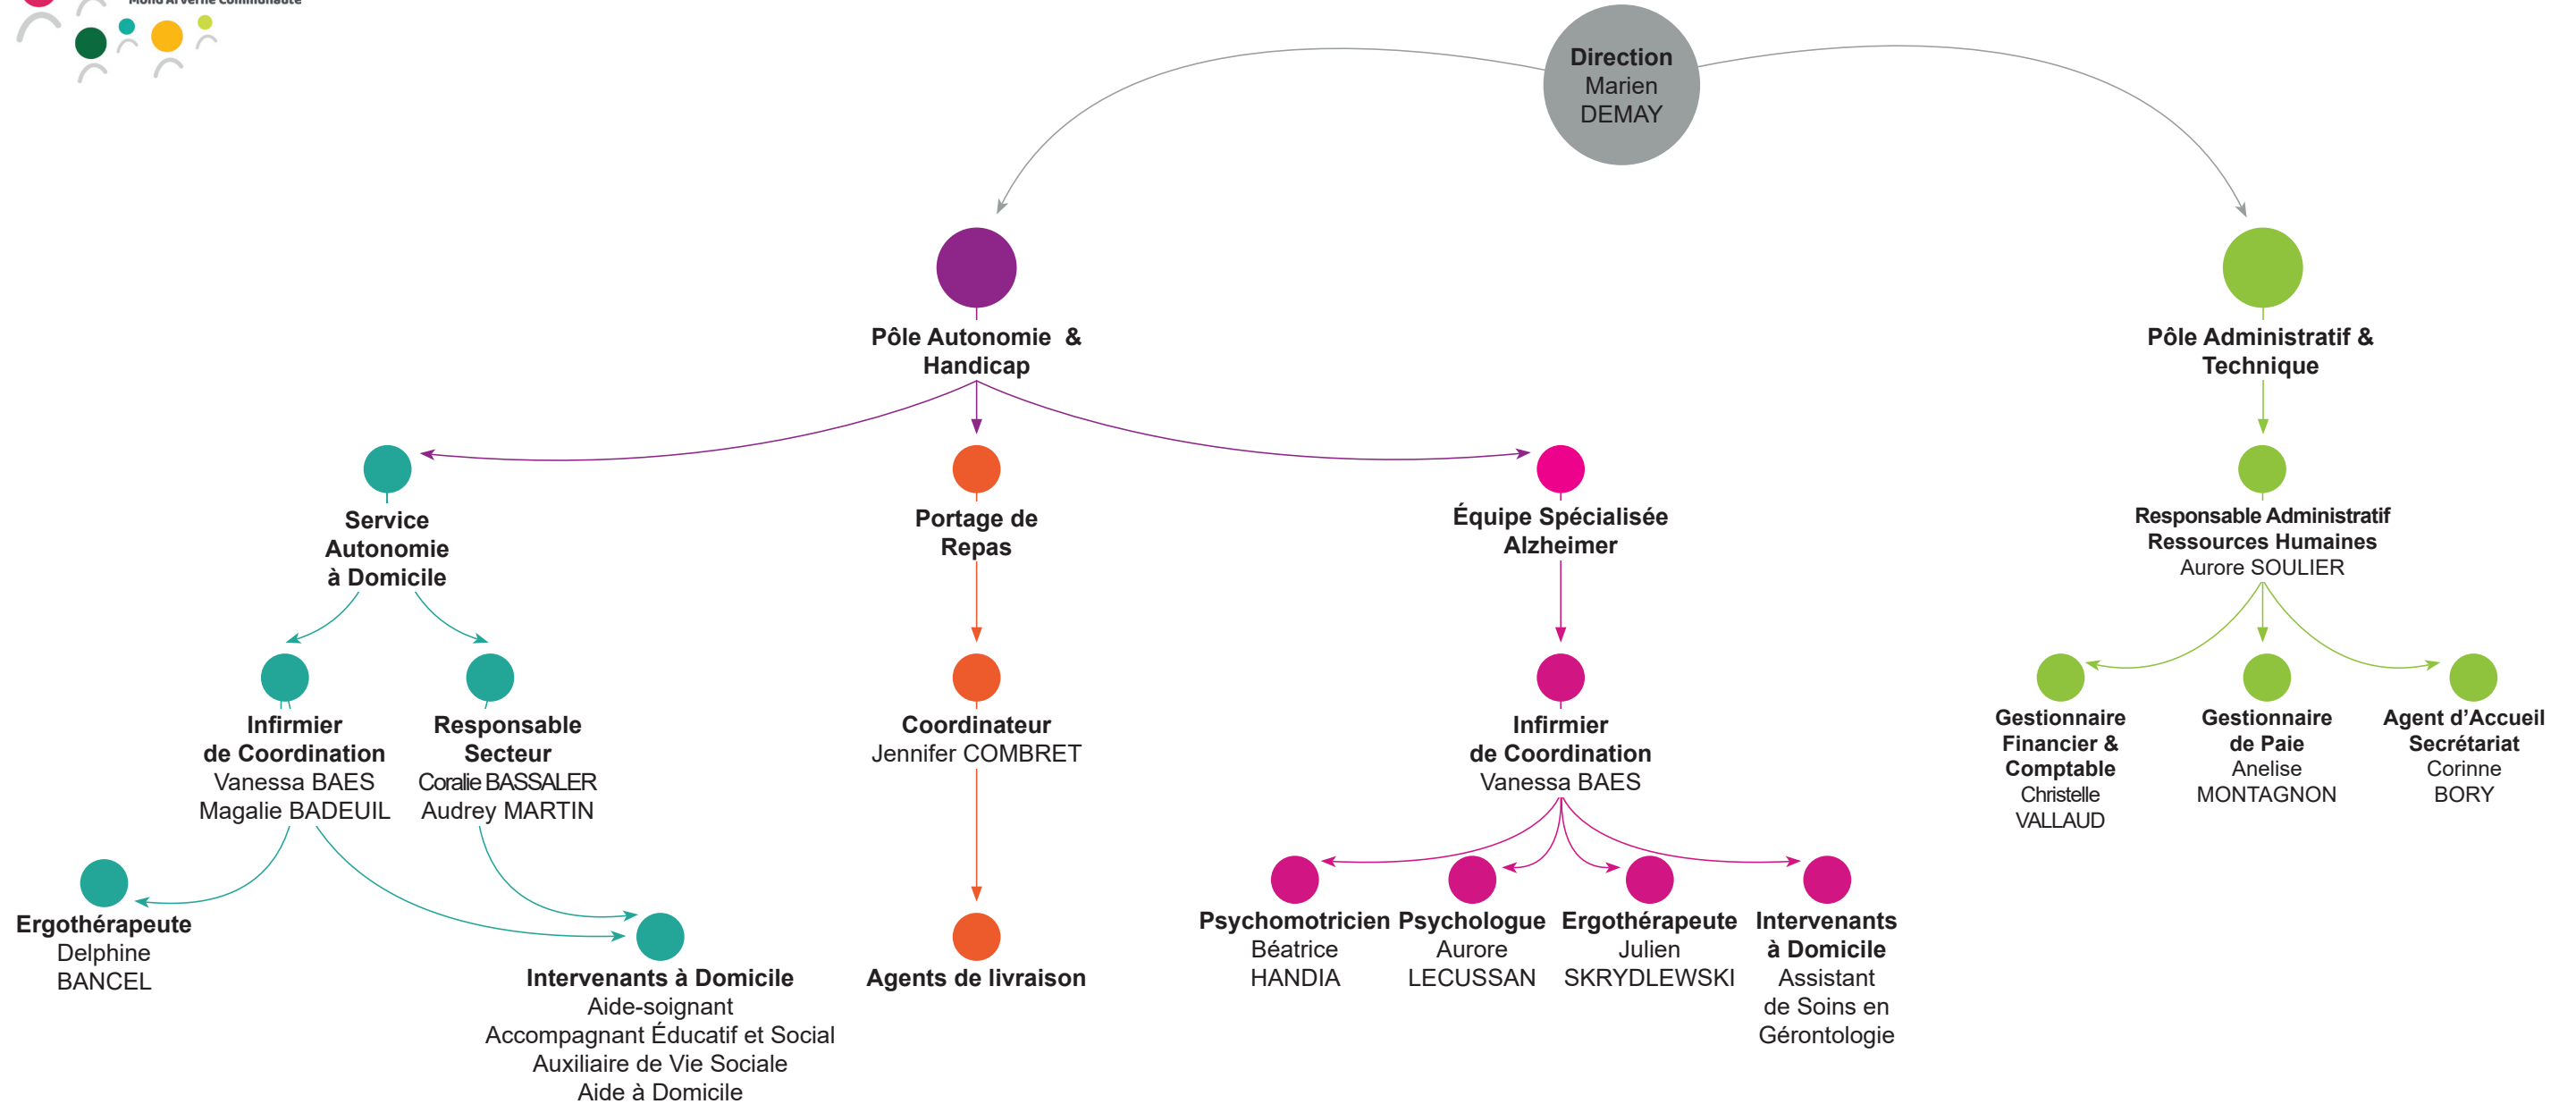 Mond'Arverne Communauté
Direction
Marien
DEMAY
Pôle Autonomie &
Handicap
Pôle Administratif &
Technique
Service
Autonomie
à Domicile
Portage de
Repas
Équipe Spécialisée
Alzheimer
Responsable Administratif
Ressources Humaines
Aurore SOULIER
Infirmier
de Coordination
Vanessa BAES
Magalie BADEUIL
Responsable
Secteur
Coralie BASSALER
Audrey MARTIN
Coordinateur
Jennifer COMBRET
Infirmier
de Coordination
Vanessa BAES
Gestionnaire
Financier &
Comptable
Christelle
VALLAUD
Gestionnaire
de Paie
Anelise
MONTAGNON
Agent d’Accueil
Secrétariat
Corinne
BORY
Ergothérapeute
Delphine
BANCEL
Intervenants à Domicile
Aide-soignant
Accompagnant Éducatif et Social
Auxiliaire de Vie Sociale
Aide à Domicile
Agents de livraison
Psychomotricien
Béatrice
HANDIA
Psychologue
Aurore
LECUSSAN
Ergothérapeute
Julien
SKRYDLEWSKI
Intervenants
à Domicile
Assistant
de Soins en
Gérontologie